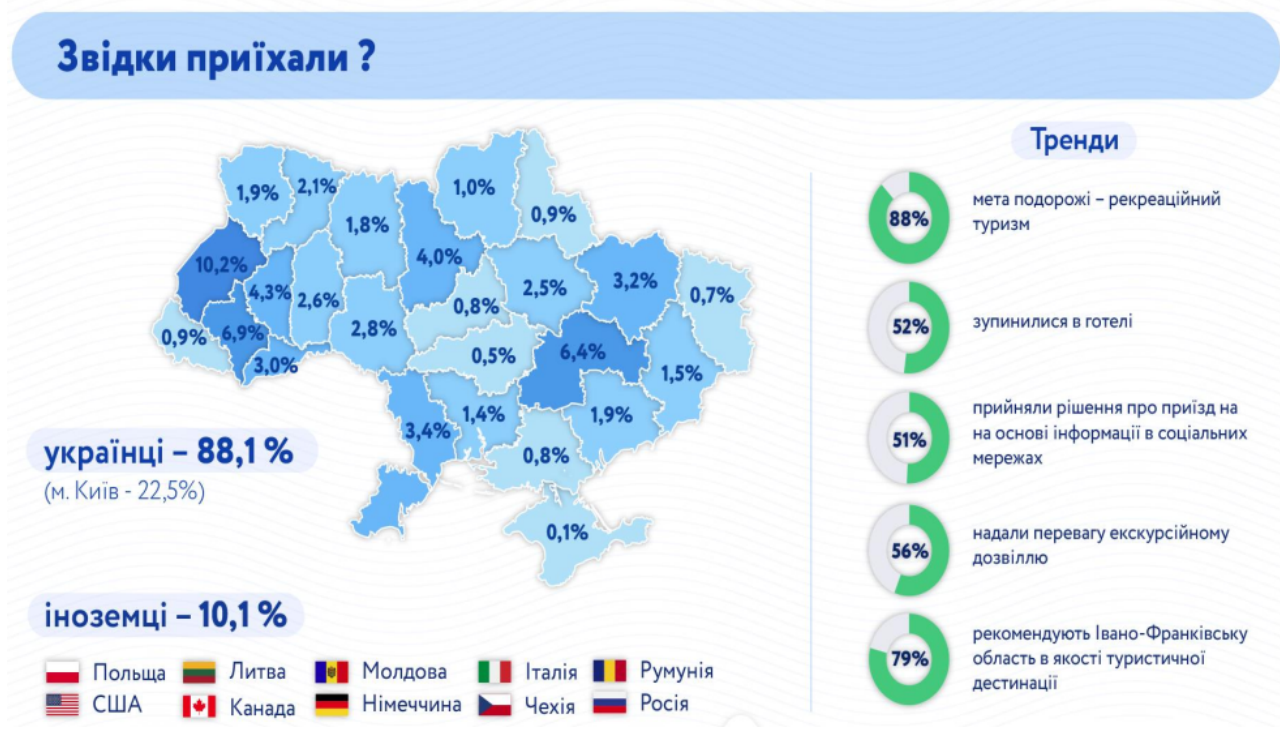 Звідки приїхали ?
1,9%
2,1%
1,8%
1,0%
0,9%
10,2%
4,3%
2,6%
4,0%
0,8%
2,5%
3,2%
0,7%
0,9%
6,9%
3,0%
2,8%
0,5%
6,4%
1,5%
3,4%
1,4%
1,9%
0,8%
0,1%
українці – 88,1 %
(м. Київ - 22,5%)
іноземці – 10,1 %
Польща
Литва
Молдова
Італія
Румунія
США
Канада
Німеччина
Чехія
Росія
Тренди
88%
мета подорожі – рекреаційний
туризм
52%
зупинилися в готелі
51%
прийняли рішення про приїзд на
на основі інформації в соціальних
мережах
56%
надали перевагу екскурсійному
дозвіллю
79%
рекомендують Івано-Франківську
область в якості туристичної
дестинації